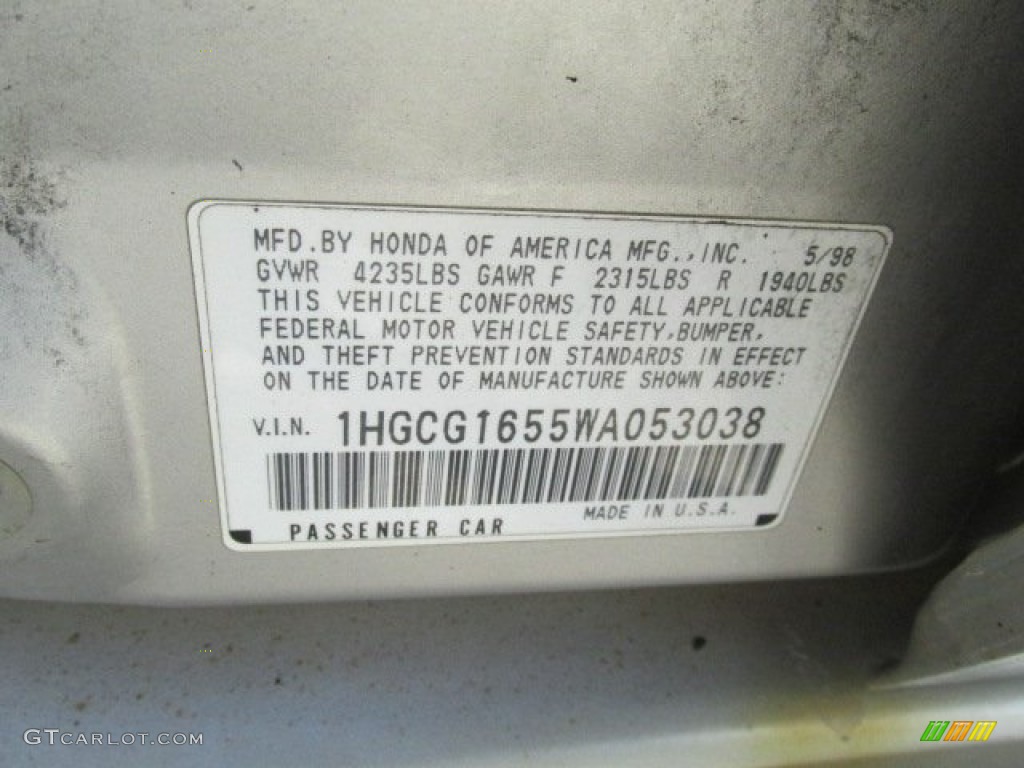 MFD.BY HONDA OF AMERICA MFG.,INC. 5/98
GVWR 4235LBS GAWR F 2315LBS R 1940LBS
THIS VEHICLE CONFORMS TO ALL APPLICABLE
FEDERAL MOTOR VEHICLE SAFETY,BUMPER,
AND THEFT PREVENTION STANDARDS IN EFFECT
ON THE DATE OF MANUFACTURE SHOWN ABOVE:
V.I.N. 1HGCG1655WA053038
MADE IN U.S.A.
PASSENGER CAR
GTCARLOT.COM